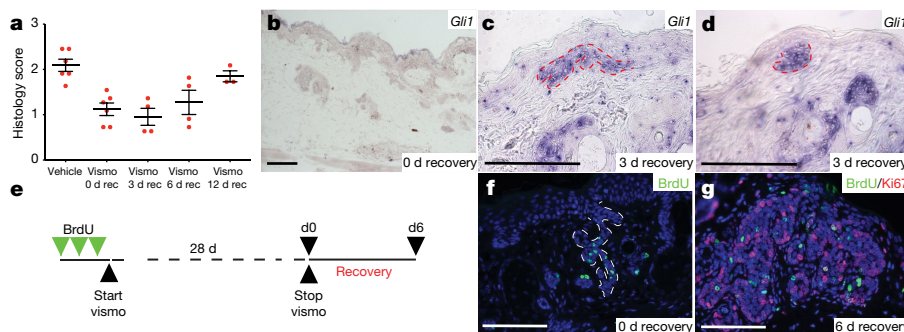 a
Histology score
3
2
1
0
Vehicle
Vismo
0 d rec
Vismo
3 d rec
Vismo
6 d rec
Vismo
12 d rec
b
Gli1
0 d recovery
c
Gli1
3 d recovery
d
Gli1
3 d recovery
e
BrdU
28 d
d0
d6
Recovery
Start
vismo
Stop
vismo
f
BrdU
0 d recovery
g
BrdU/Ki67
6 d recovery